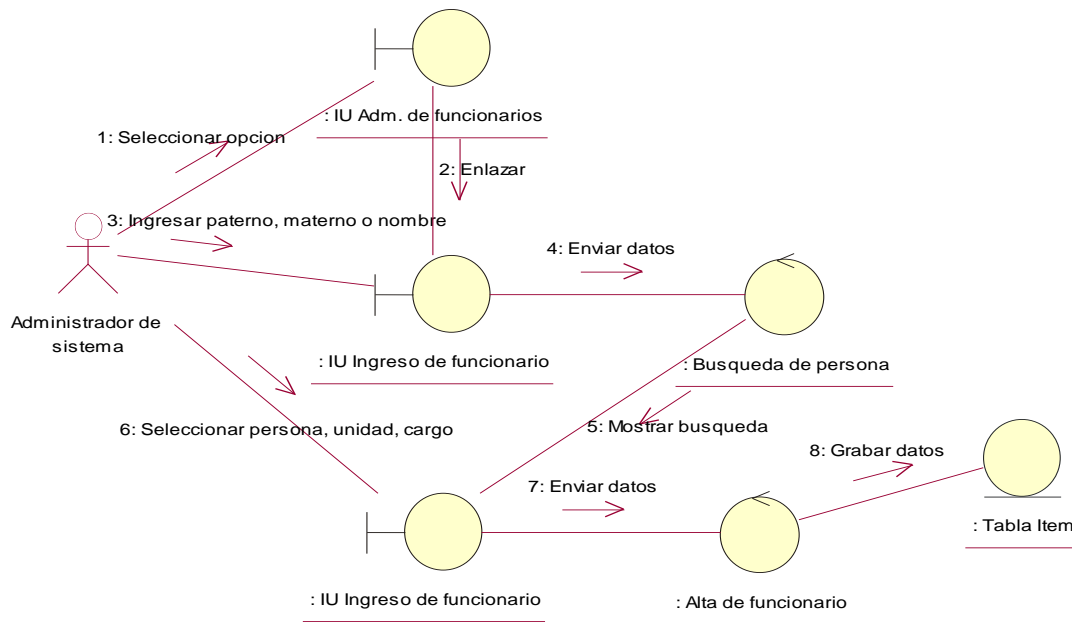 : IU Adm. de funcionarios
1: Seleccionar opcion
2: Enlazar
3: Ingresar paterno, materno o nombre
4: Enviar datos
Administrador de
sistema
: IU Ingreso de funcionario
: Busqueda de persona
6: Seleccionar persona, unidad, cargo
5: Mostrar busqueda
8: Grabar datos
7: Enviar datos
: Tabla Item
: IU Ingreso de funcionario
: Alta de funcionario